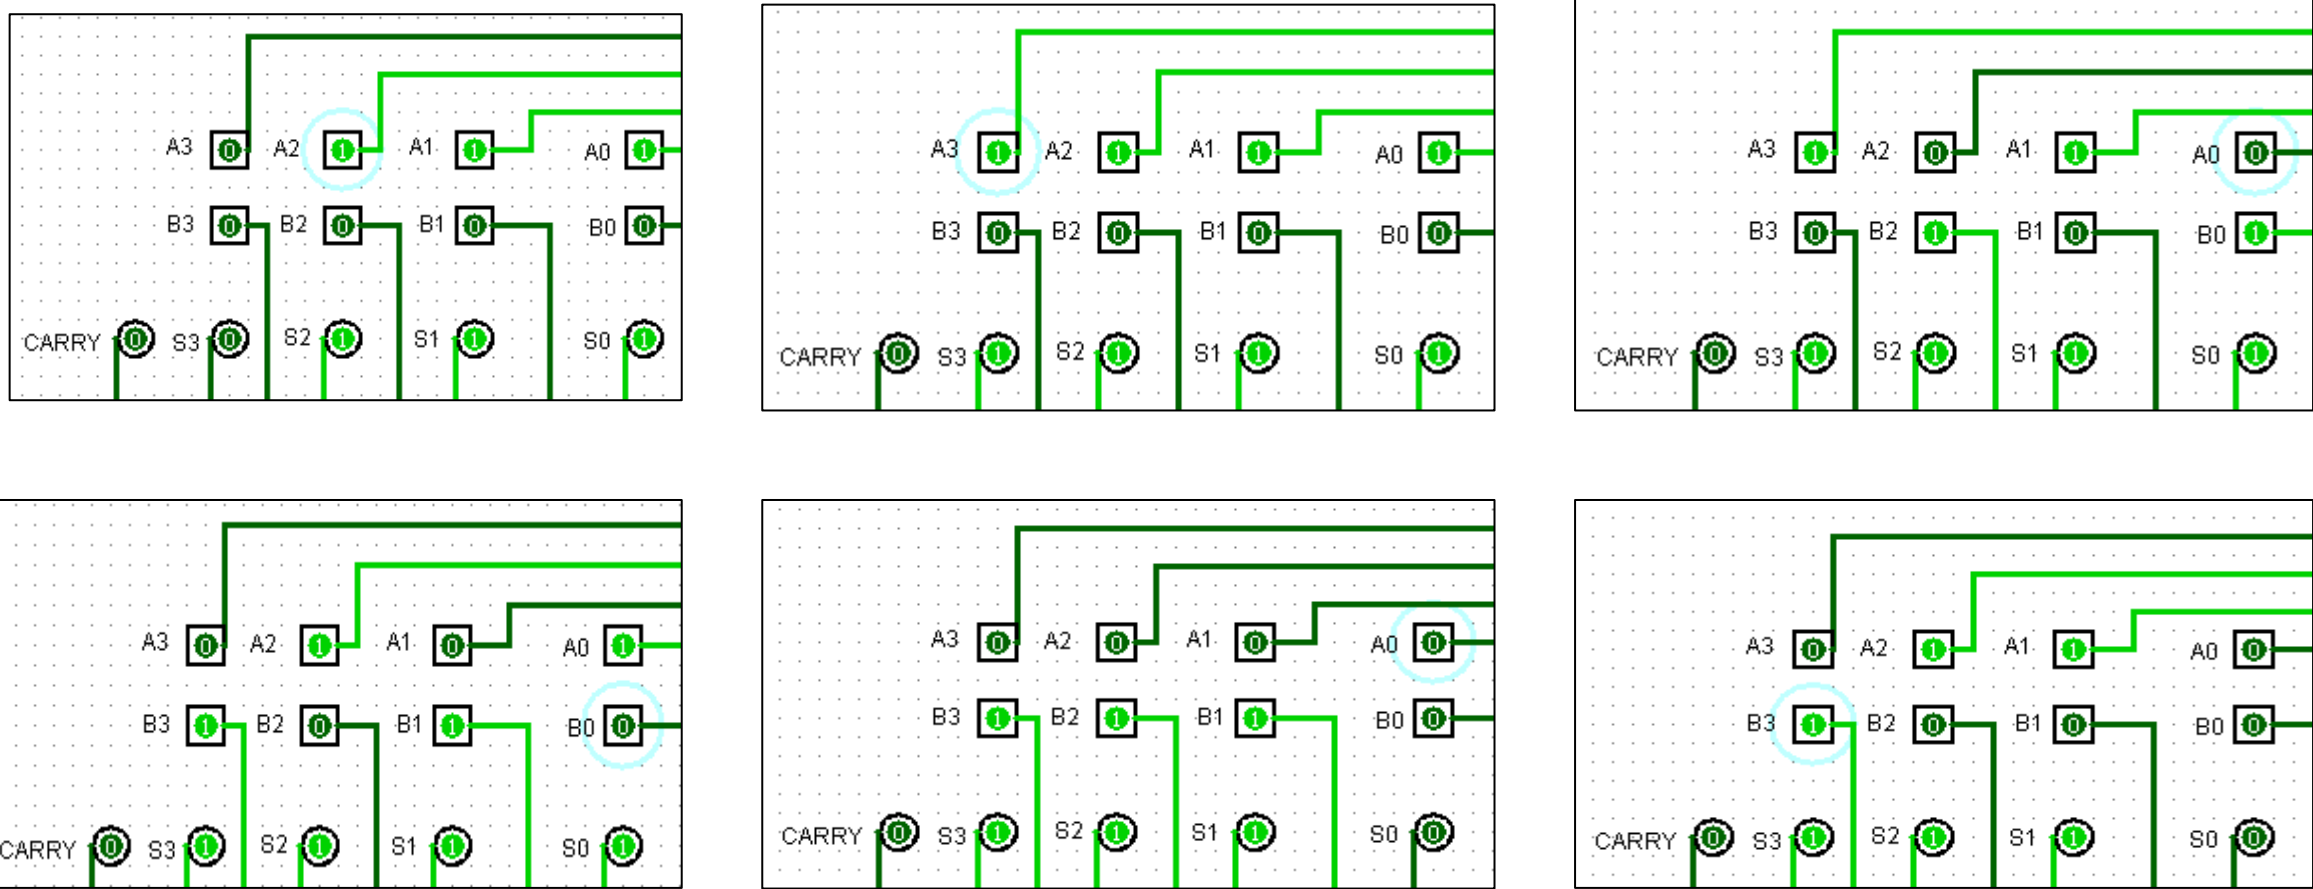 A3 0 A2 1 A1 1 A0 1
B3 0 B2 0 B1 0 B0 0
CARRY 0 S3 0 S2 1 S1 1 S0 1
A3 1 A2 1 A1 1 A0 1
B3 0 B2 0 B1 0 B0 0
CARRY 0 S3 1 S2 1 S1 1 S0 1
A3 1 A2 0 A1 1 A0 0
B3 0 B2 1 B1 0 B0 1
CARRY 0 S3 1 S2 1 S1 1 S0 1
A3 0 A2 1 A1 0 A0 1
B3 1 B2 0 B1 1 B0 0
CARRY 0 S3 1 S2 1 S1 1 S0 1
A3 0 A2 0 A1 0 A0 0
B3 1 B2 1 B1 1 B0 0
CARRY 0 S3 1 S2 1 S1 1 S0 0
A3 0 A2 1 A1 1 A0 0
B3 1 B2 0 B1 0 B0 0
CARRY 0 S3 1 S2 1 S1 1 S0 0